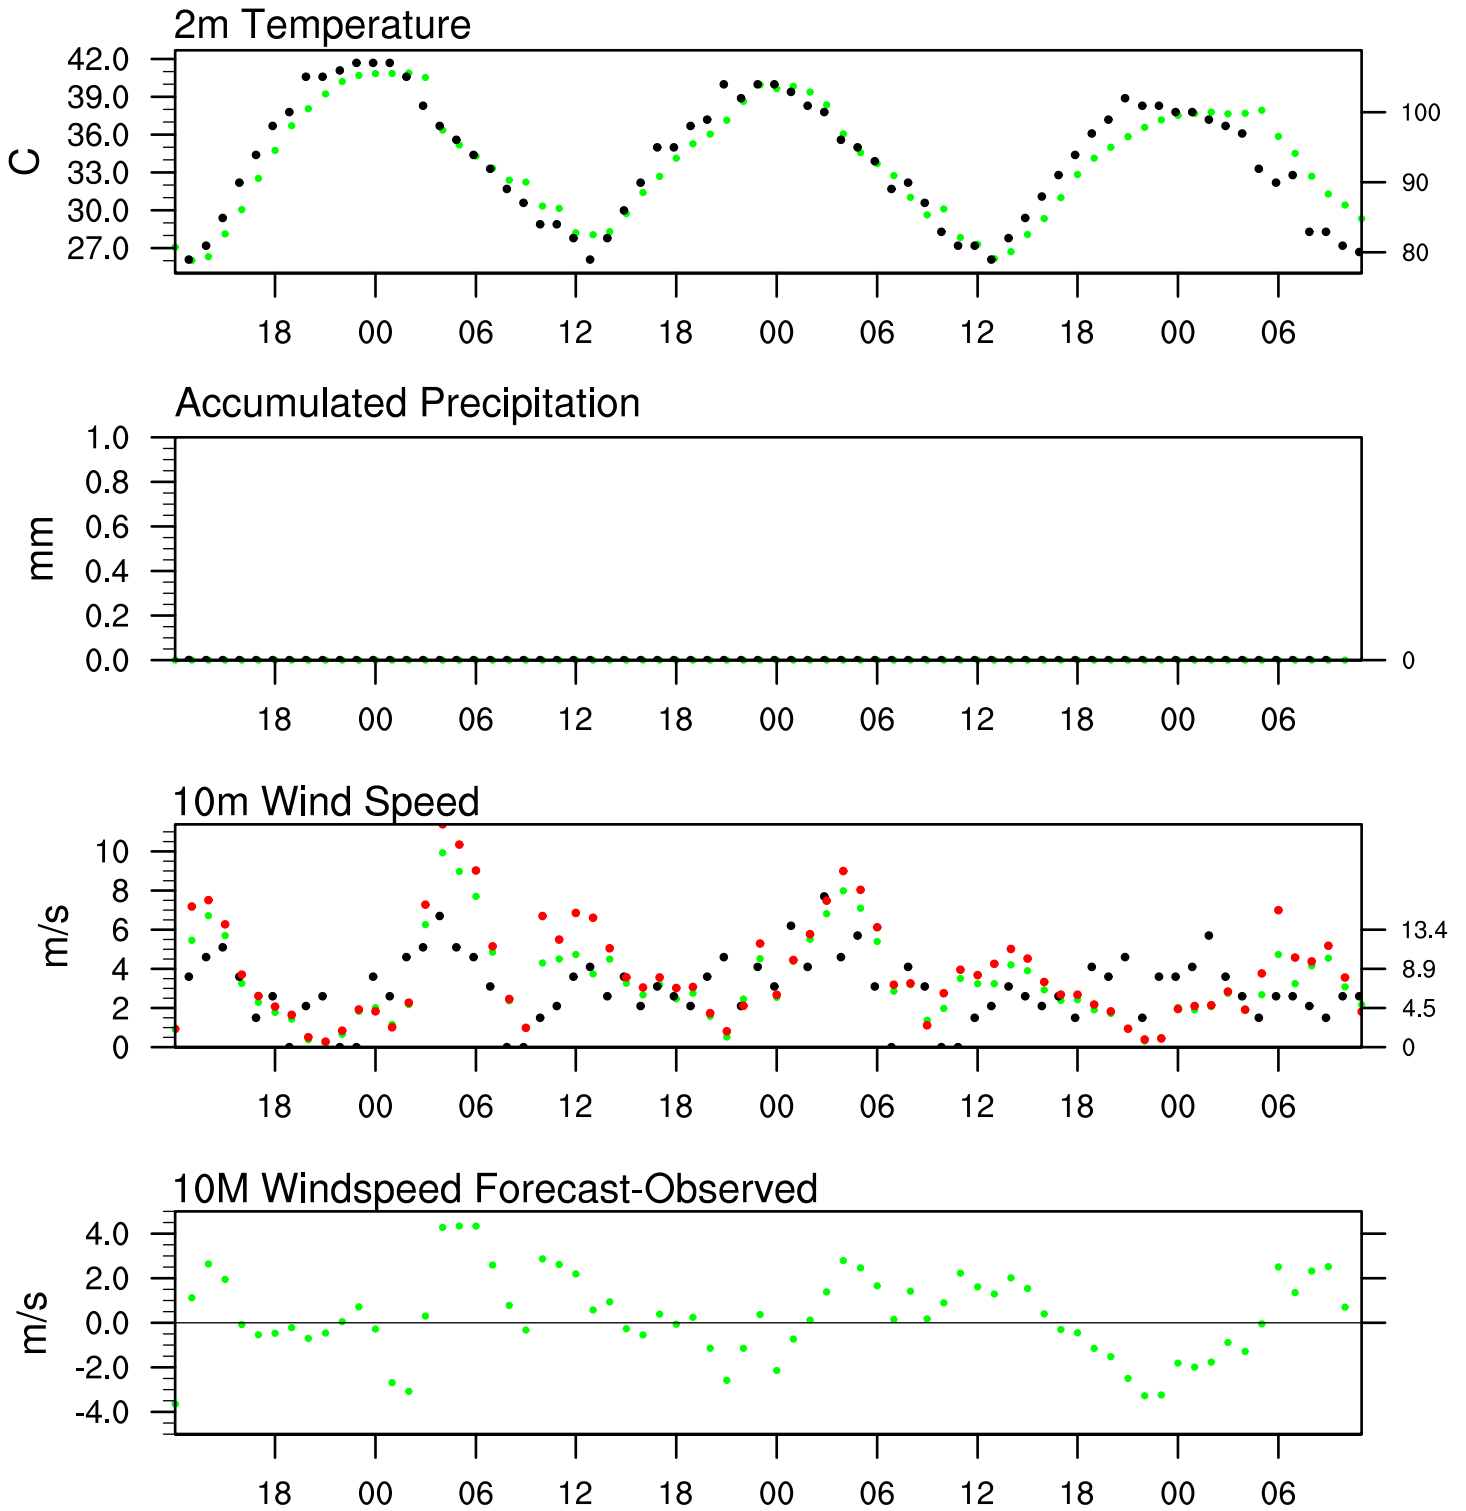 2m Temperature
42.0
39.0
36.0
33.0
30.0
27.0
C
100
90
80
18 00 06 12 18 00 06 12 18 00 06
Accumulated Precipitation
1.0
0.8
0.6
0.4
0.2
0.0
mm
0
18 00 06 12 18 00 06 12 18 00 06
10m Wind Speed
10
8
6
4
2
0
m/s
13.4
8.9
4.5
0
18 00 06 12 18 00 06 12 18 00 06
10M Windspeed Forecast-Observed
4.0
2.0
0.0
-2.0
-4.0
m/s
18 00 06 12 18 00 06 12 18 00 06